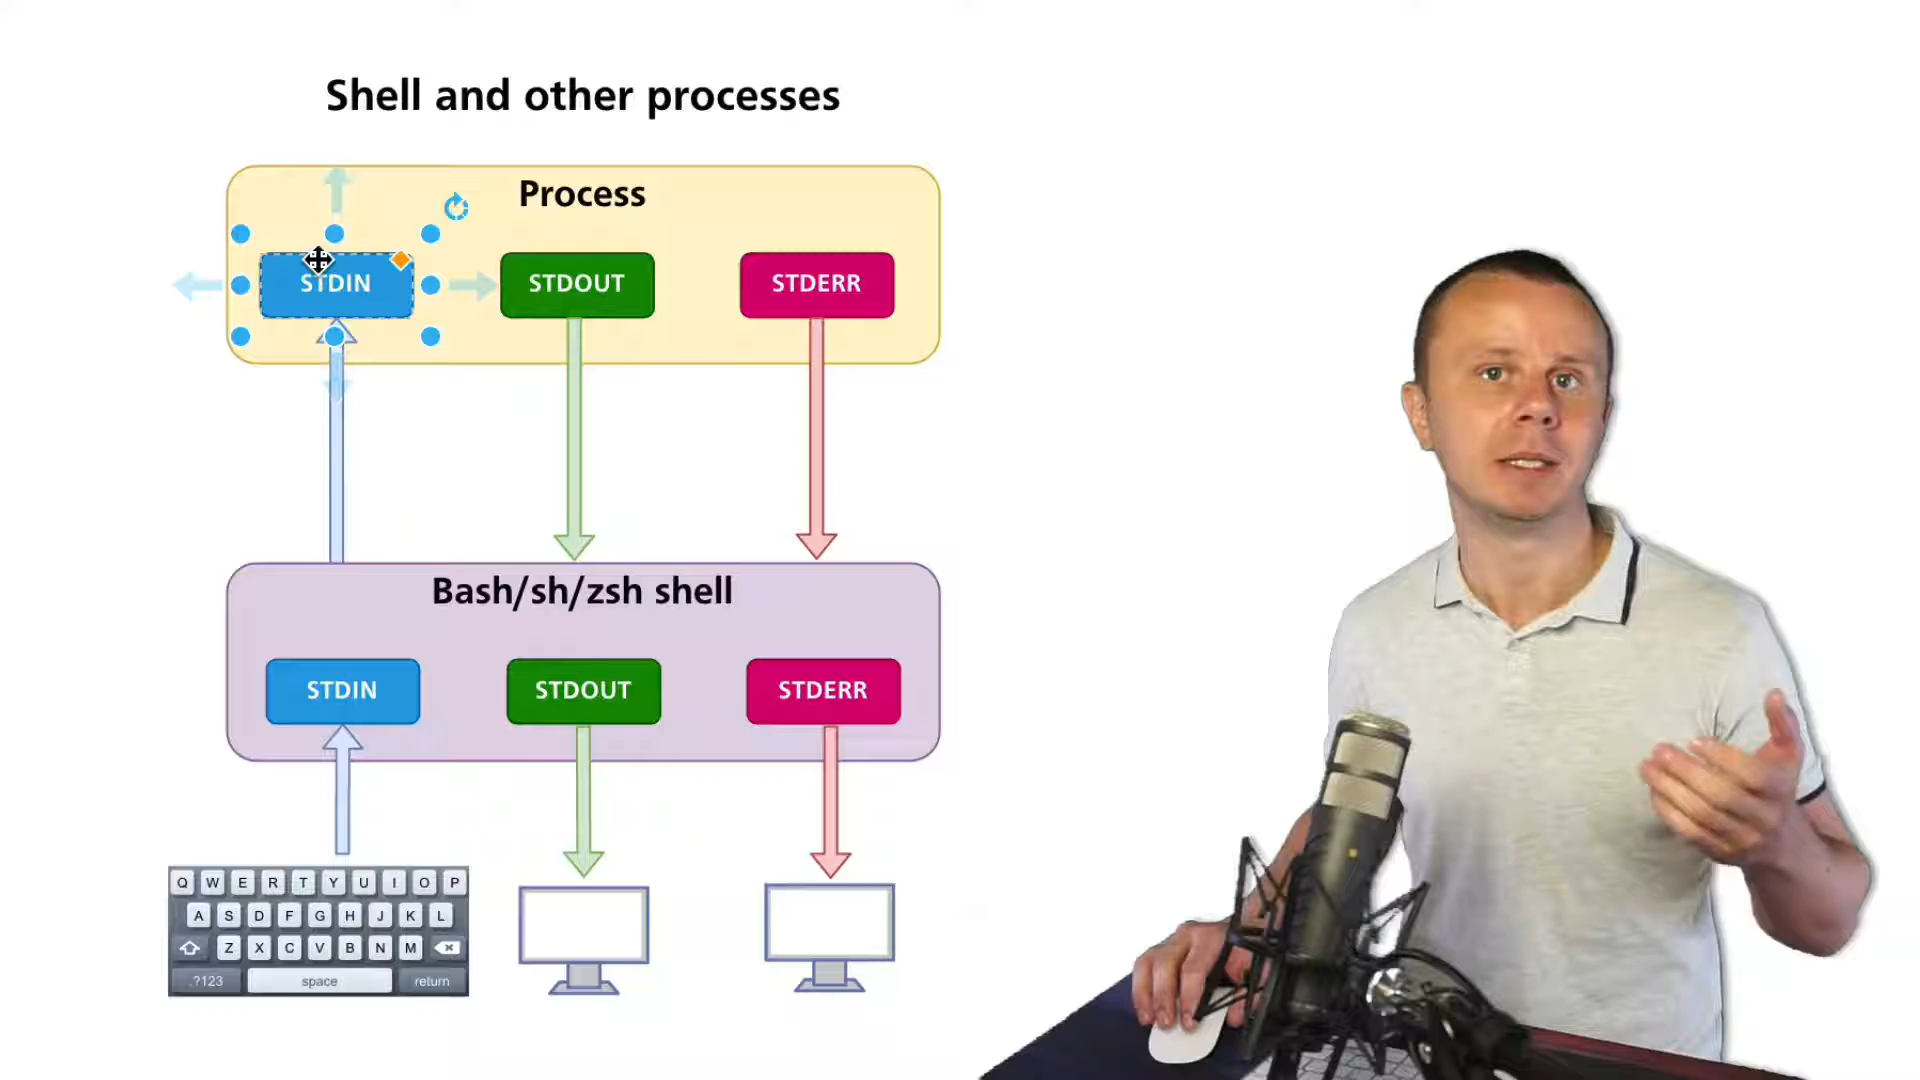 Shell and other processes
Process
STDIN
STDOUT
STDERR
Bash/sh/zsh shell
STDIN
STDOUT
STDERR
Q W E R T Y U I O P
A S D F G H J K L
Z X C V B N M
.?123 space return